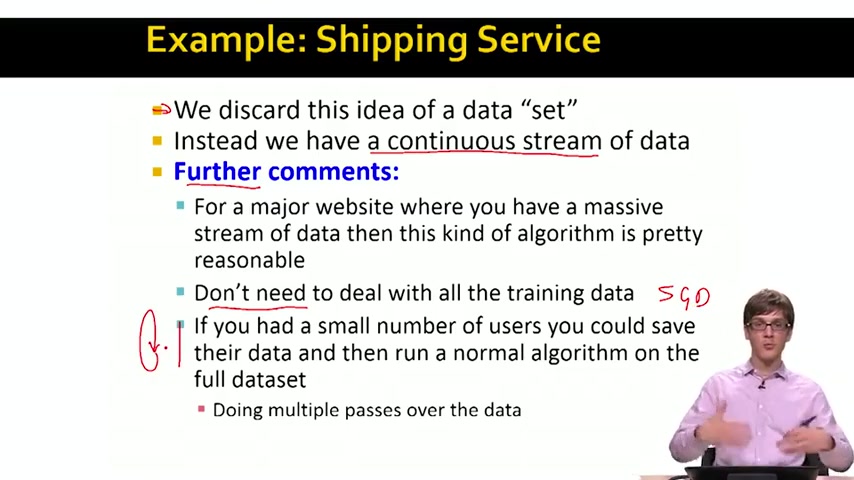 Example: Shipping Service
We discard this idea of a data “set”
Instead we have a continuous stream of data
Further comments:
For a major website where you have a massive
stream of data then this kind of algorithm is pretty
reasonable
Don’t need to deal with all the training data SGD
If you had a small number of users you could save
their data and then run a normal algorithm on the
full dataset
Doing multiple passes over the data